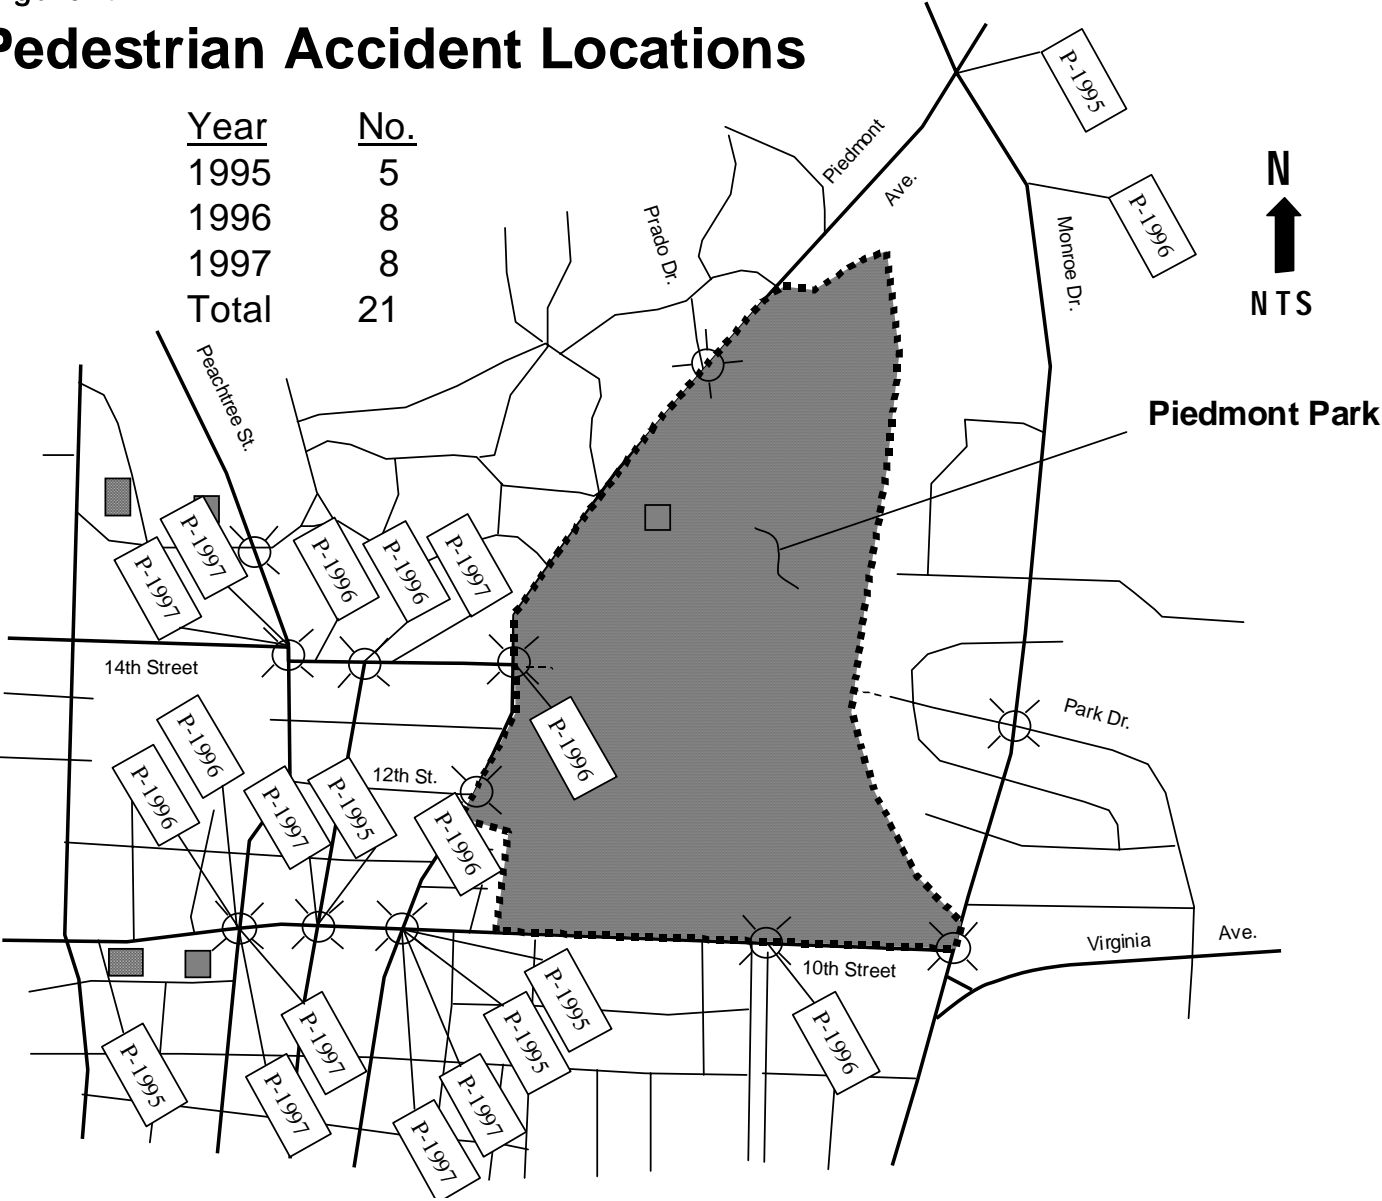 Pedestrian Accident Locations
Year No.
1995 5
1996 8
1997 8
Total 21
N
NTS
Piedmont
Ave.
Prado Dr.
Monroe Dr.
Peachtree St.
Piedmont Park
14th Street
12th St.
Park Dr.
10th Street
Virginia
Ave.
P-1995
P-1996
P-1997
P-1997
P-1996
P-1996
P-1997
P-1996
P-1996
P-1996
P-1997
P-1995
P-1996
P-1995
P-1995
P-1996
P-1997
P-1995
P-1997
P-1997
P-1997